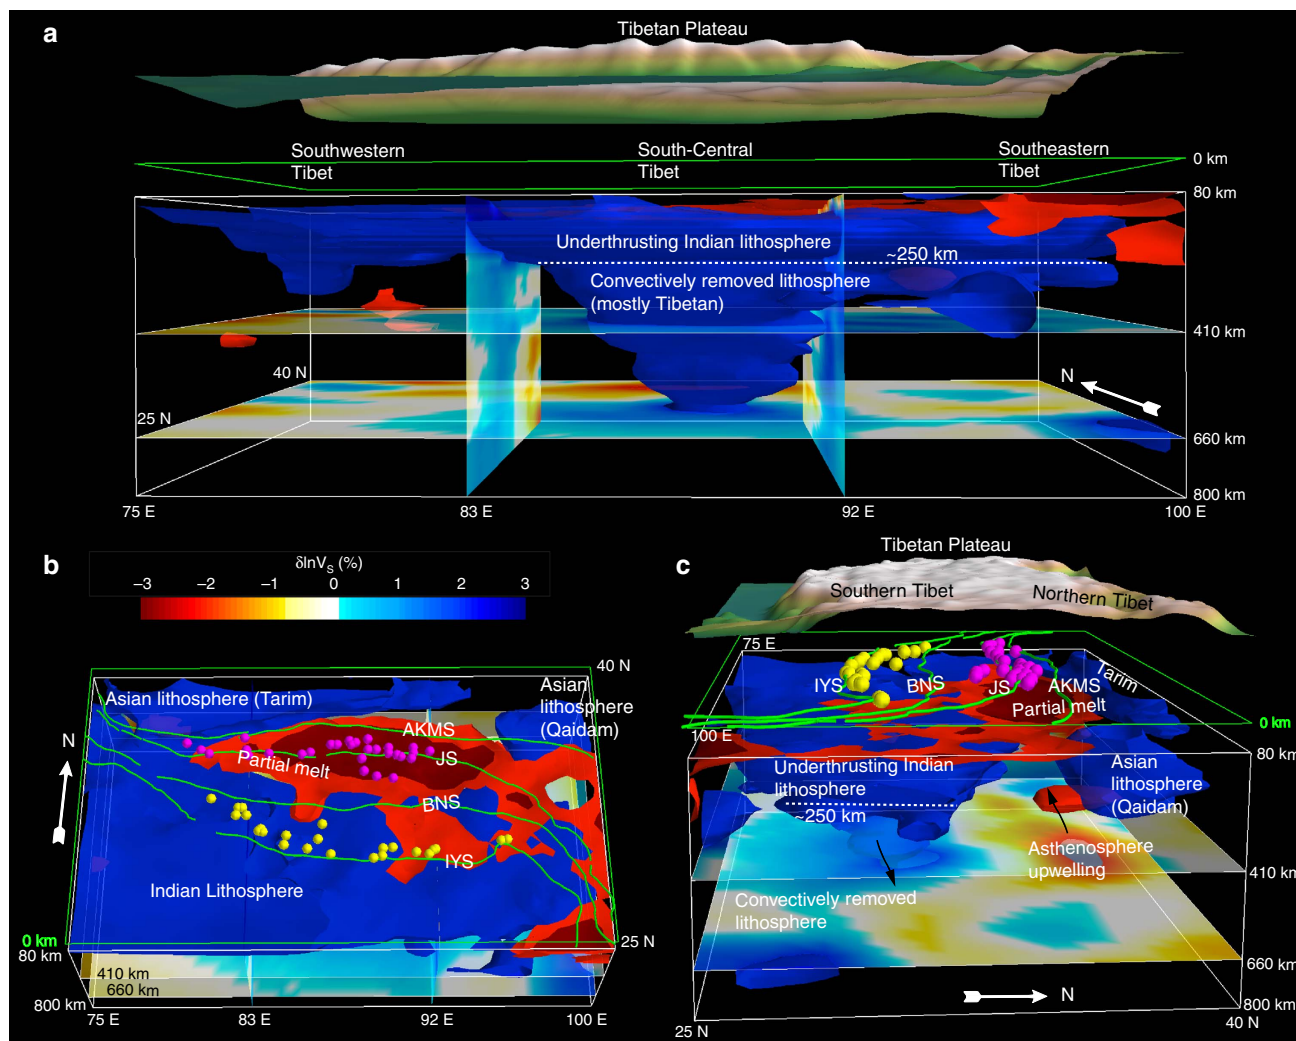 a
Tibetan Plateau
Southwestern
Tibet
South-Central
Tibet
Southeastern
Tibet
0 km
80 km
Underthrusting Indian lithosphere
~250 km
Convectively removed lithosphere
(mostly Tibetan)
410 km
40 N
N
25 N
660 km
800 km
75 E
83 E
92 E
100 E
b
δlnVS (%)
−3
−2
−1
0
1
2
3
40 N
Asian lithosphere (Tarim)
Asian
lithosphere
(Qaidam)
N
AKMS
JS
Partial melt
BNS
IYS
Indian Lithosphere
0 km
25 N
80 km
410 km
660 km
800 km
75 E
83 E
92 E
100 E
c
Tibetan Plateau
Southern Tibet
Northern Tibet
75 E
Tarim
IYS
BNS
JS
AKMS
Partial melt
100 E
0 km
80 km
Underthrusting Indian
lithosphere
Asian
lithosphere
(Qaidam)
~250 km
Asthenosphere
upwelling
410 km
Convectively removed
lithosphere
660 km
N
800 km
25 N
40 N